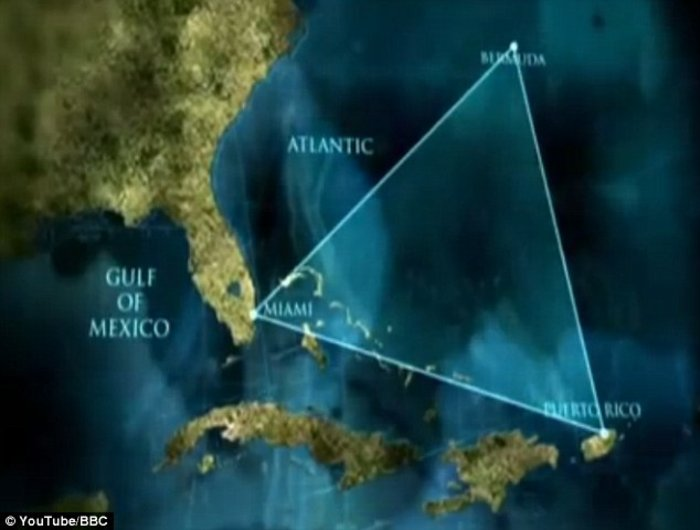 BERMUDA
ATLANTIC
GULF
OF
MEXICO
MIAMI
PUERTO RICO
© YouTube/BBC